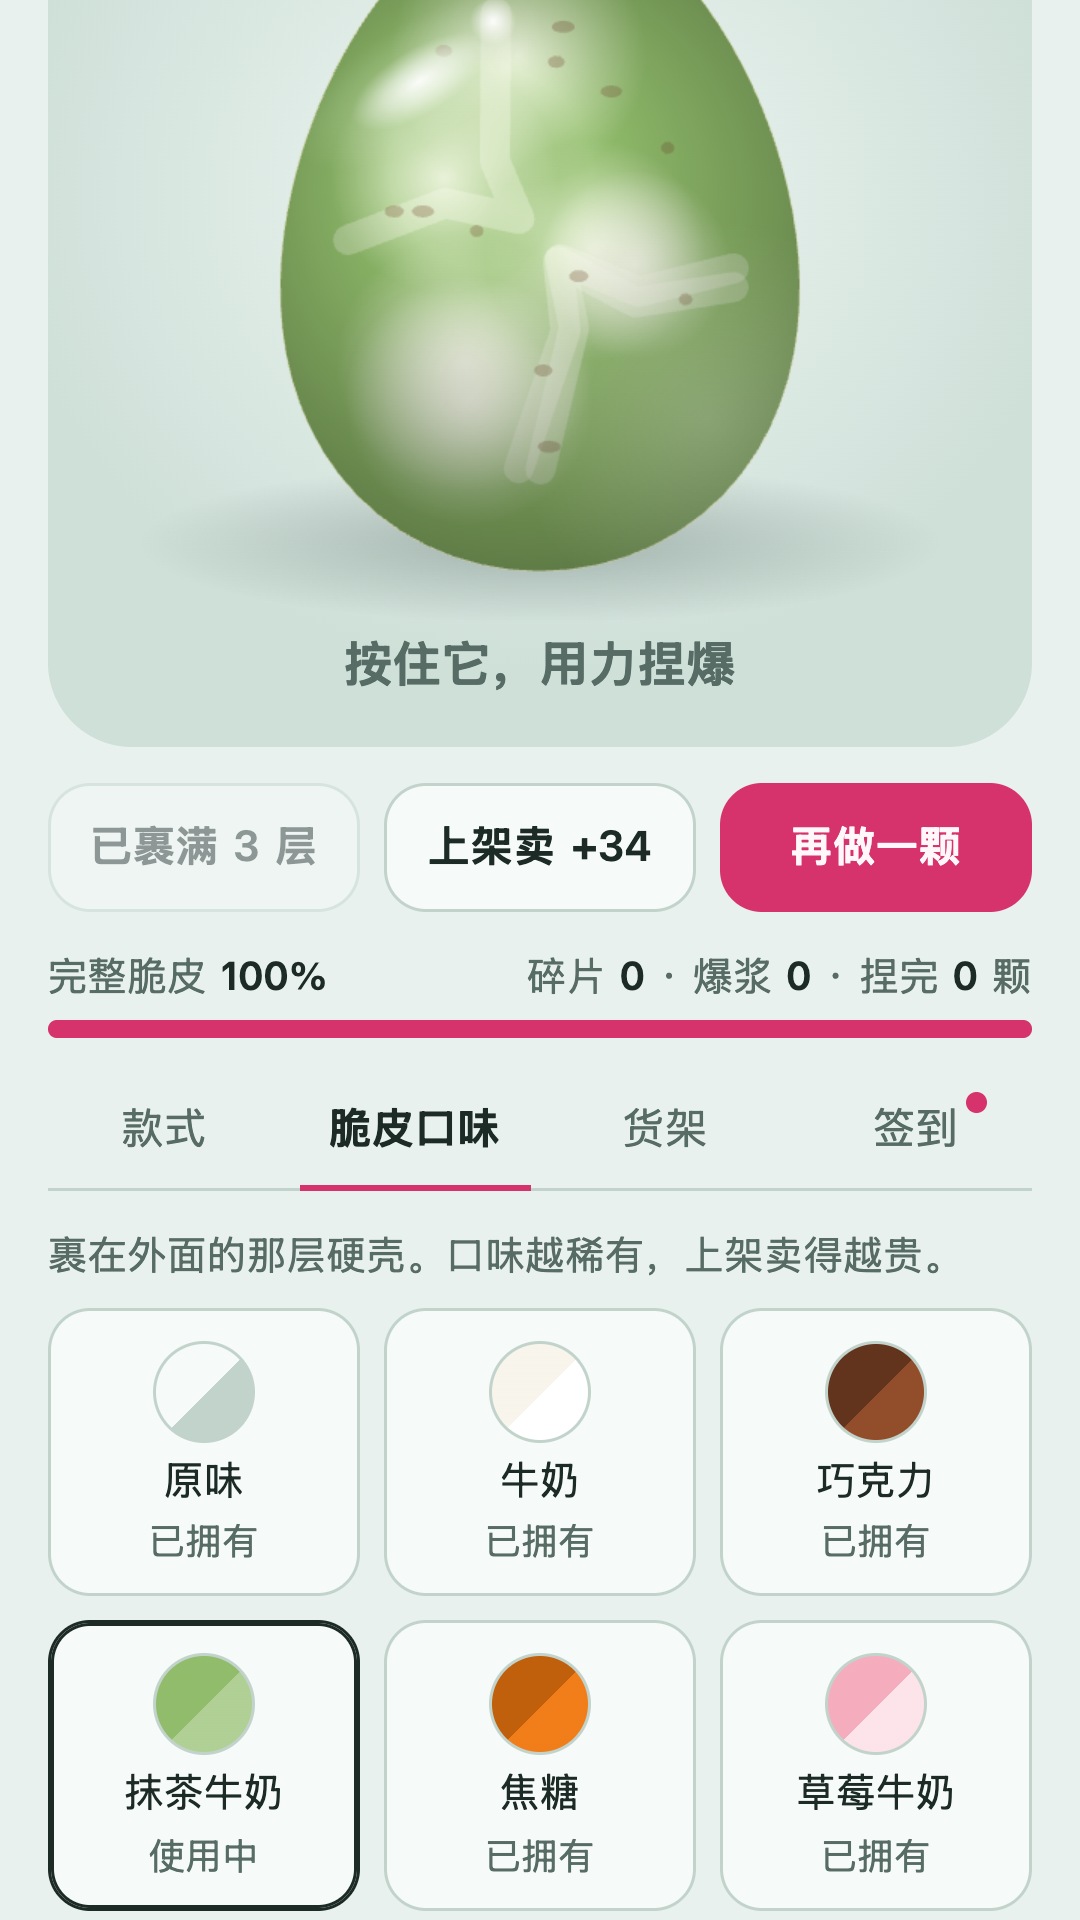 按住它，用力捏爆
已裹满 3 层
上架卖 +34
再做一颗
完整脆皮 100%
碎片 0 · 爆浆 0 · 捏完 0 颗
款式
脆皮口味
货架
签到
裹在外面的那层硬壳。口味越稀有，上架卖得越贵。
原味
已拥有
牛奶
已拥有
巧克力
已拥有
抹茶牛奶
使用中
焦糖
已拥有
草莓牛奶
已拥有